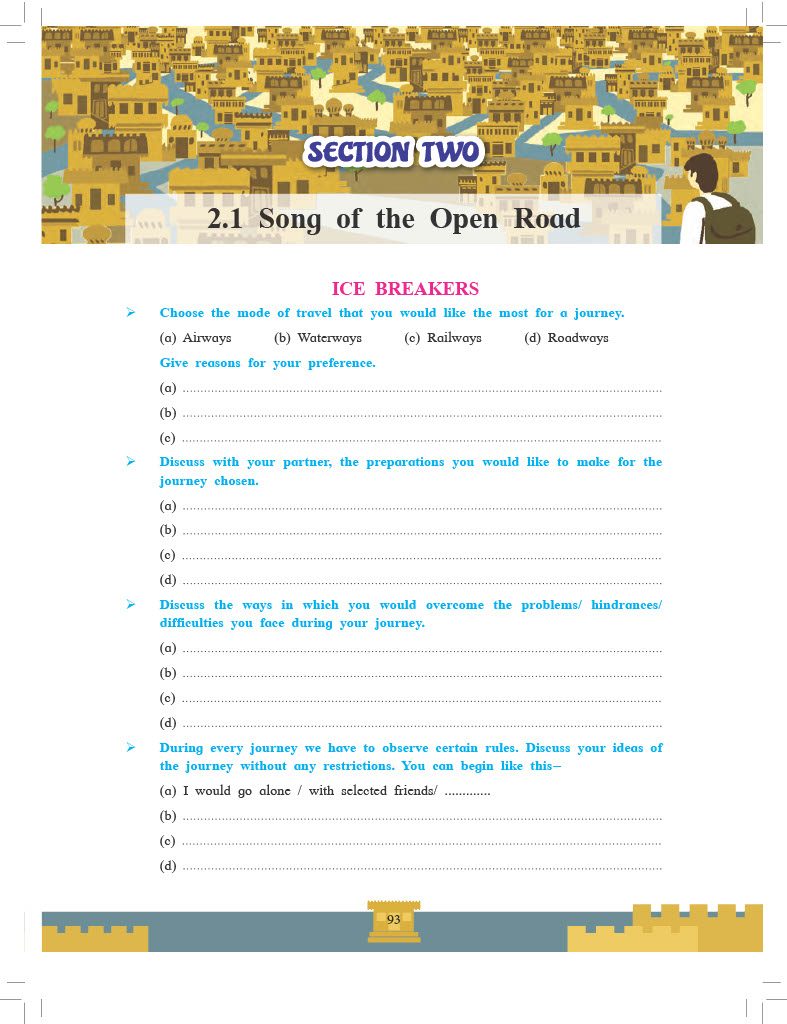 SECTION TWO
2.1 Song of the Open Road
ICE BREAKERS
➢ Choose the mode of travel that you would like the most for a journey.
(a) Airways (b) Waterways (c) Railways (d) Roadways
Give reasons for your preference.
(a) ................................................................
(b) ................................................................
(c) ................................................................
➢ Discuss with your partner, the preparations you would like to make for the
journey chosen.
(a) ................................................................
(b) ................................................................
(c) ................................................................
(d) ................................................................
➢ Discuss the ways in which you would overcome the problems/ hindrances/
difficulties you face during your journey.
(a) ................................................................
(b) ................................................................
(c) ................................................................
(d) ................................................................
➢ During every journey we have to observe certain rules. Discuss your ideas of
the journey without any restrictions. You can begin like this–
(a) I would go alone / with selected friends/ .............
(b) ................................................................
(c) ................................................................
(d) ................................................................
93